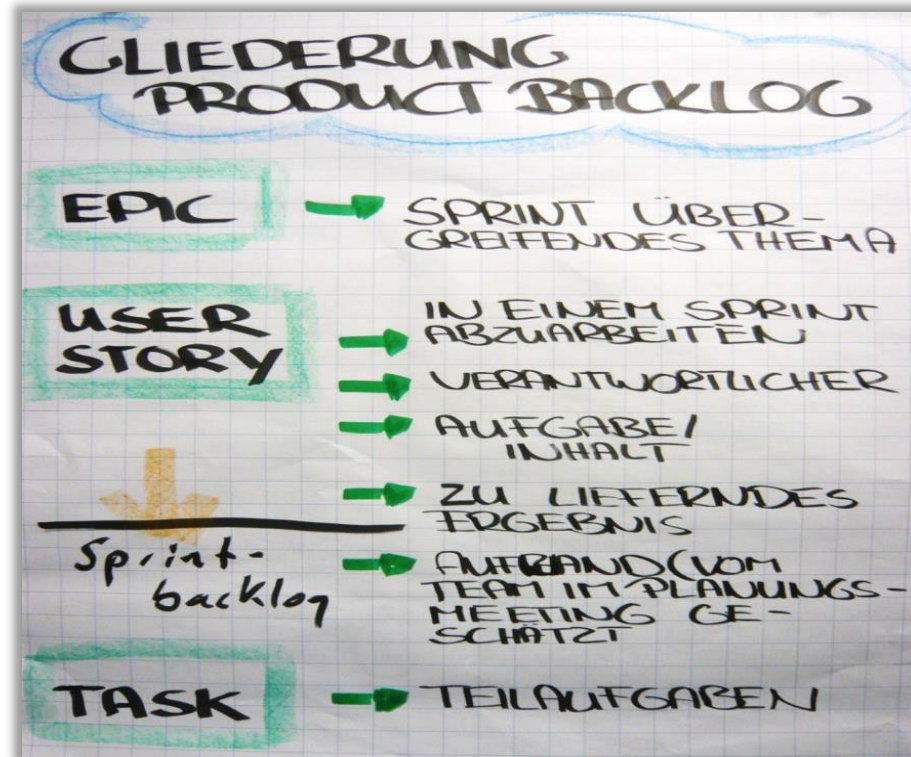 GLIEDERUNG
PRODUCT BACKLOG
EPIC
SPRINT ÜBER-
GREIFENDES THEMA
USER
STORY
IN EINEM SPRINT
ABZUARBEITEN
VERANTWORTLICHER
AUFGABE/
INHALT
ZU LIEFERNDES
ERGEBNIS
AUFWAND (VOM
TEAM IM PLANUNGS-
MEETING GE-
SCHÄTZT
Sprint-
backlog
TASK
TEILAUFGABEN